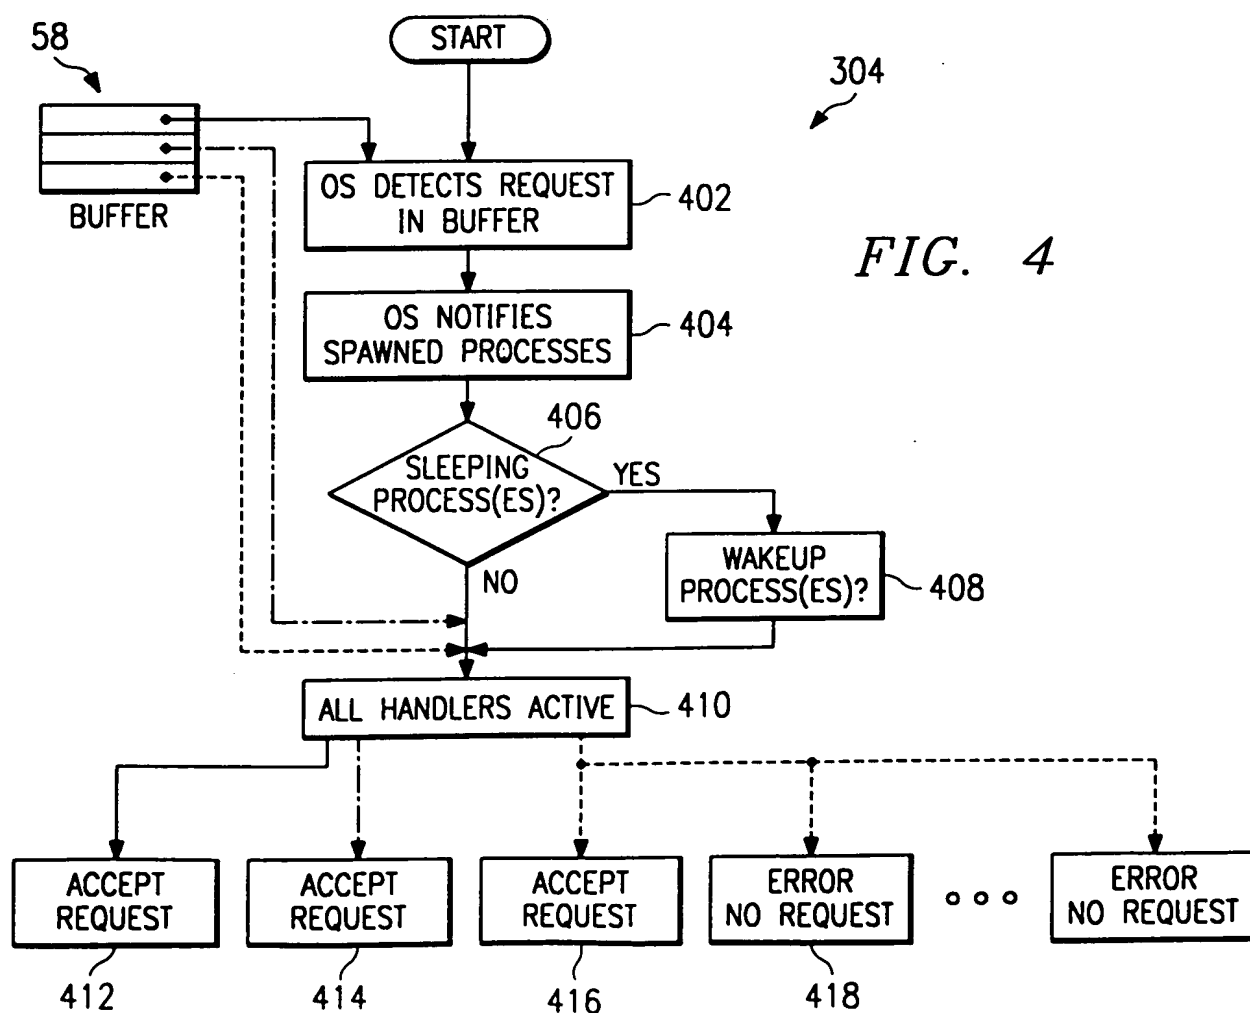 START
58
304
BUFFER
OS DETECTS REQUEST
IN BUFFER
402
FIG. 4
OS NOTIFIES
SPAWNED PROCESSES
404
406
SLEEPING
PROCESS(ES)?
YES
NO
WAKEUP
PROCESS(ES)?
408
ALL HANDLERS ACTIVE
410
ACCEPT
REQUEST
ACCEPT
REQUEST
ACCEPT
REQUEST
ERROR
NO REQUEST
ERROR
NO REQUEST
412
414
416
418